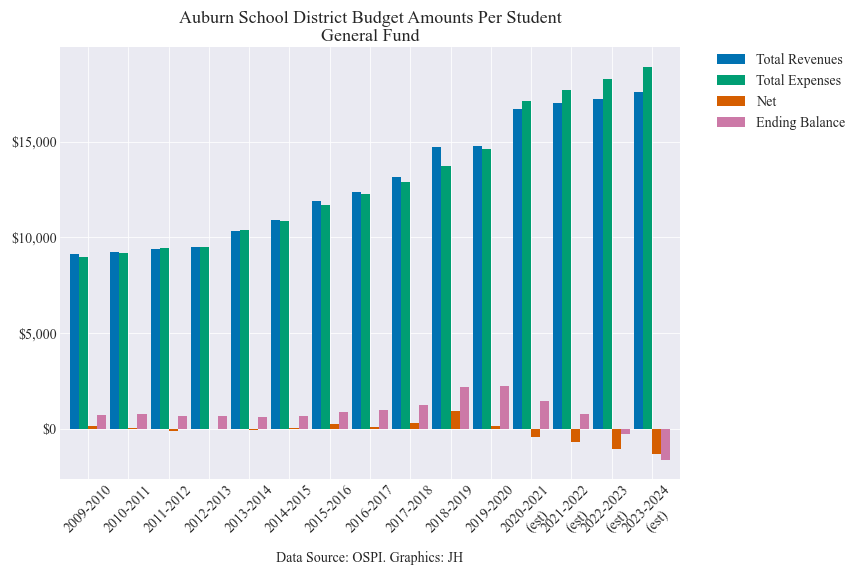 Auburn School District Budget Amounts Per Student
General Fund
Total Revenues
Total Expenses
Net
Ending Balance
$15,000
$10,000
$5,000
$0
2009-2010
2010-2011
2011-2012
2012-2013
2013-2014
2014-2015
2015-2016
2016-2017
2017-2018
2018-2019
2019-2020
2020-2021
(est)
2021-2022
(est)
2022-2023
(est)
2023-2024
(est)
Data Source: OSPI. Graphics: JH